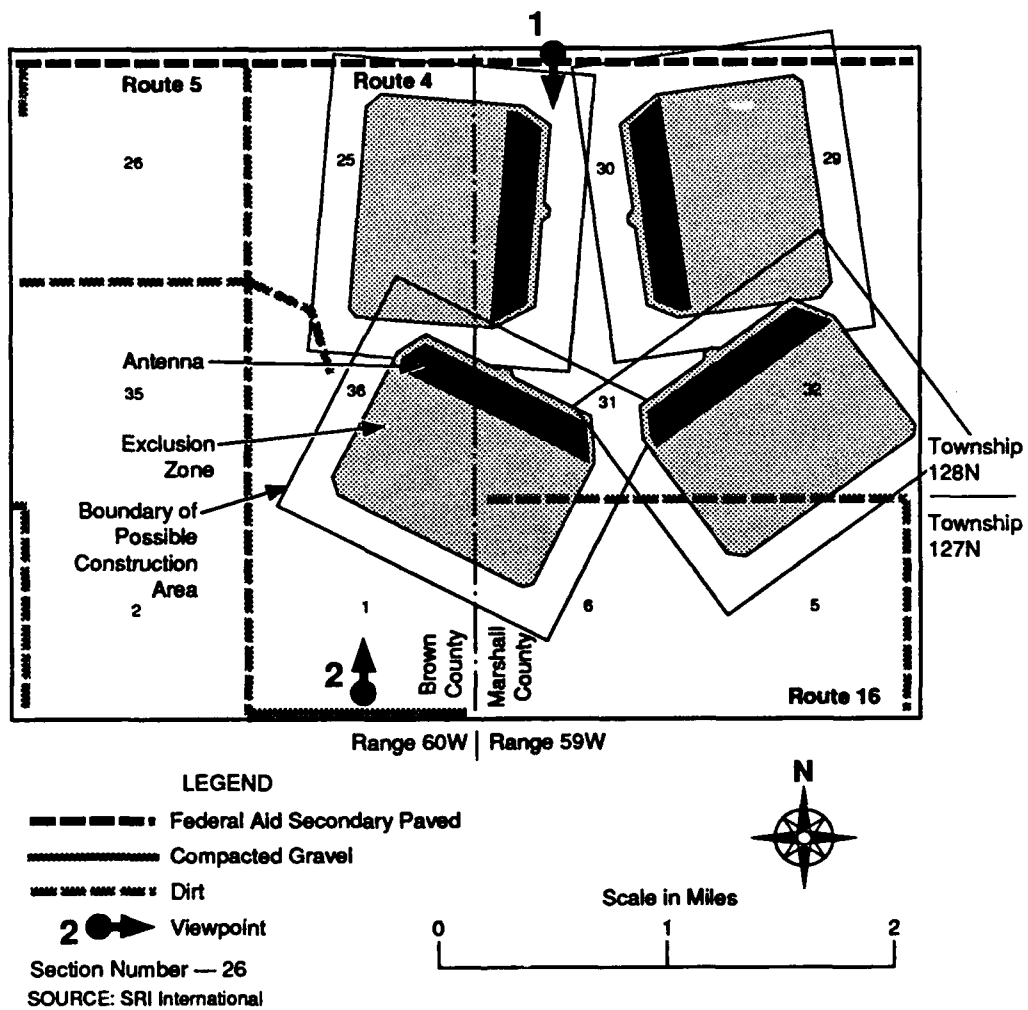 1
Route 5
Route 4
26
25
30
29
Antenna
35
36
31
32
Exclusion
Zone
Township
128N
Boundary of
Possible
Construction
Area
Township
127N
2
1
6
5
2
Brown
County
Marshall
County
Route 16
Range 60W
Range 59W
LEGEND
Federal Aid Secondary Paved
Compacted Gravel
Dirt
2 Viewpoint
Section Number — 26
SOURCE: SRI International
N
Scale in Miles
0 1 2